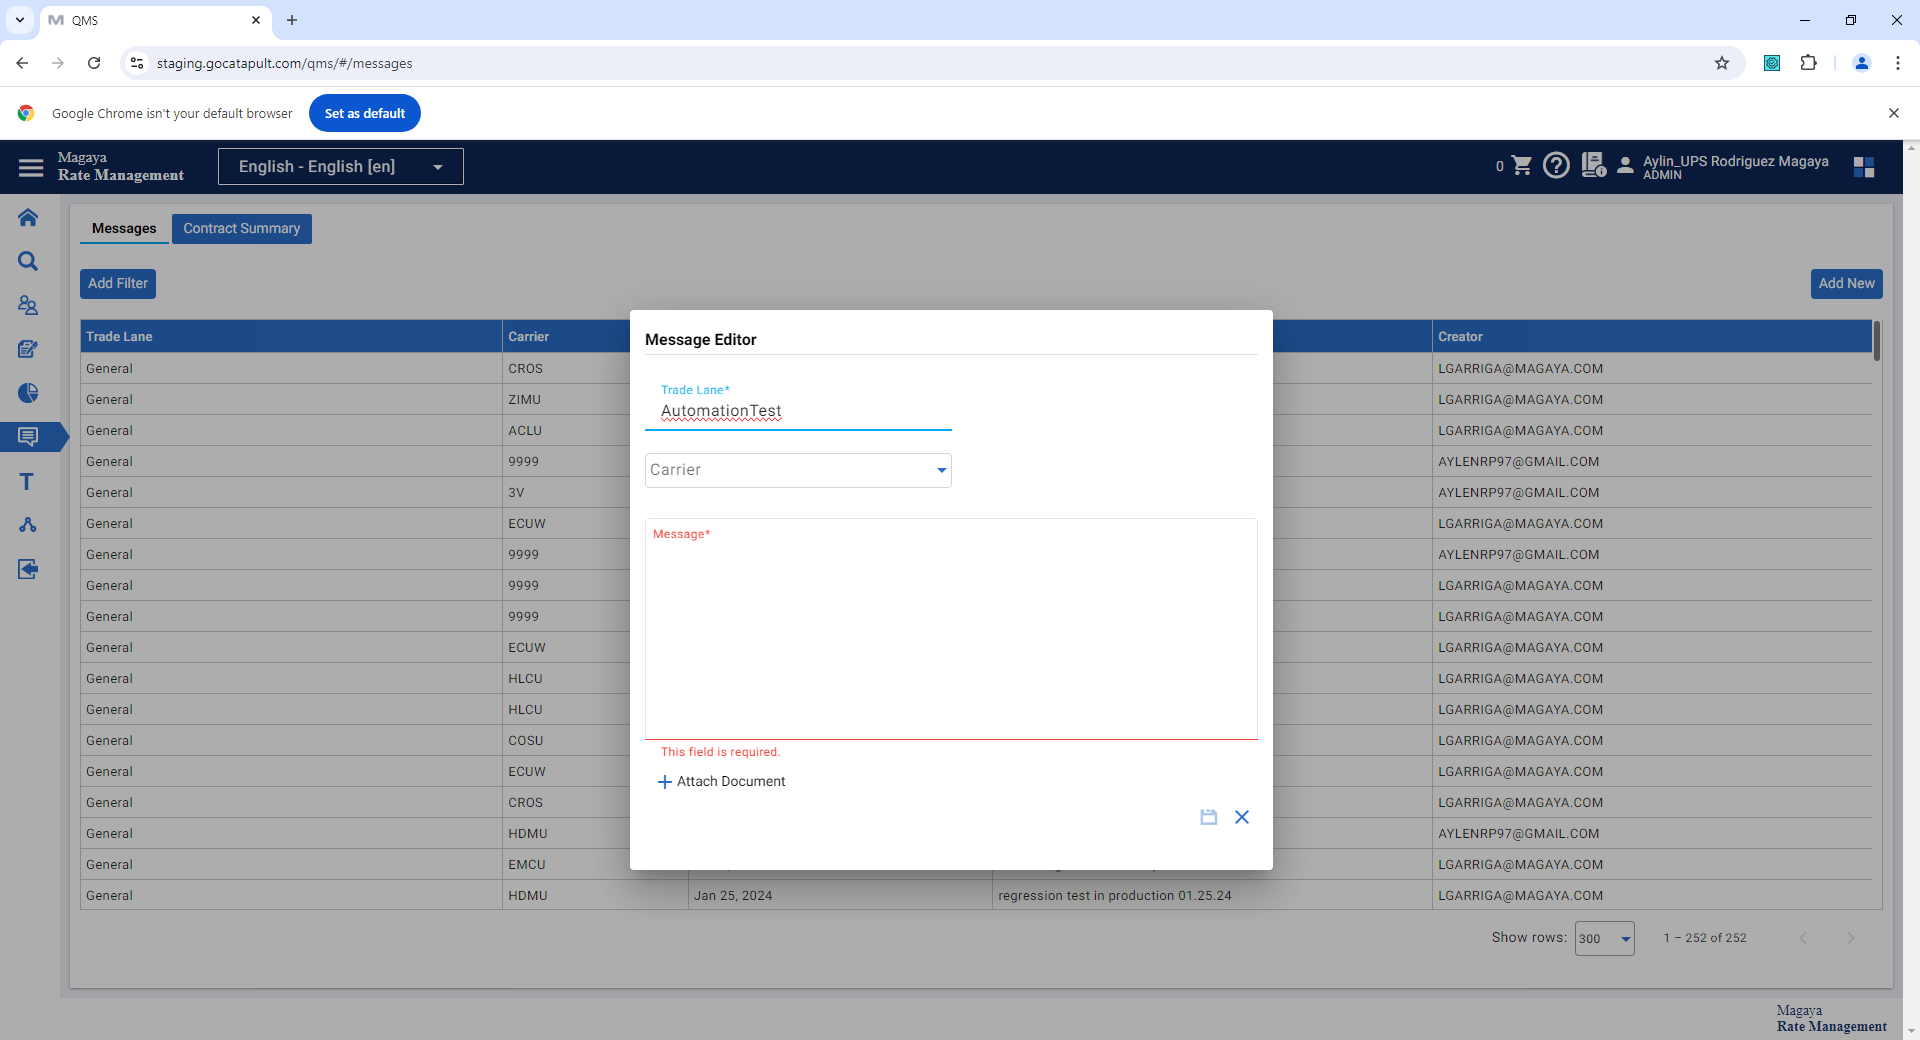 QMS
staging.gocatapult.com/qms/#/messages
Google Chrome isn't your default browser
Set as default
Magaya
Rate Management
English - English [en]
0
Aylin_UPS Rodriguez Magaya
ADMIN
Messages
Contract Summary
Add Filter
Add New
Trade Lane
Carrier
Creator
General CROS LGARRIGA@MAGAYA.COM
General ZIMU LGARRIGA@MAGAYA.COM
General ACLU LGARRIGA@MAGAYA.COM
General 9999 AYLENRP97@GMAIL.COM
General 3V AYLENRP97@GMAIL.COM
General ECUW LGARRIGA@MAGAYA.COM
General 9999 AYLENRP97@GMAIL.COM
General 9999 LGARRIGA@MAGAYA.COM
General 9999 LGARRIGA@MAGAYA.COM
General ECUW LGARRIGA@MAGAYA.COM
General HLCU LGARRIGA@MAGAYA.COM
General HLCU LGARRIGA@MAGAYA.COM
General COSU LGARRIGA@MAGAYA.COM
General ECUW LGARRIGA@MAGAYA.COM
General CROS LGARRIGA@MAGAYA.COM
General HDMU AYLENRP97@GMAIL.COM
General EMCU LGARRIGA@MAGAYA.COM
General HDMU Jan 25, 2024 regression test in production 01.25.24 LGARRIGA@MAGAYA.COM
Message Editor
Trade Lane*
AutomationTest
Carrier
Message*
This field is required.
Attach Document
Show rows: 300 1 – 252 of 252
Magaya
Rate Management